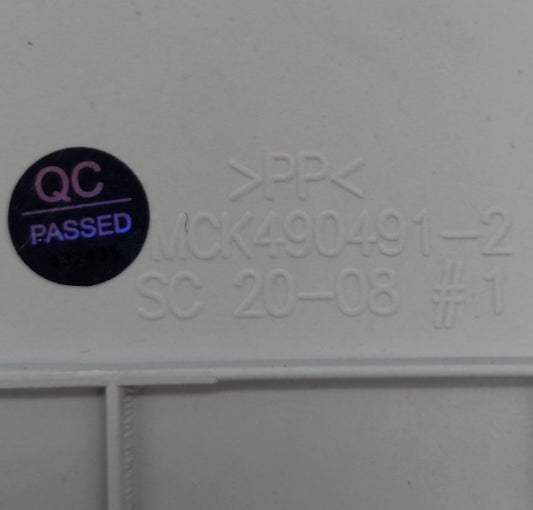 QC
PASSED
>PP<
MCK490491-2
SC 20-08 #1